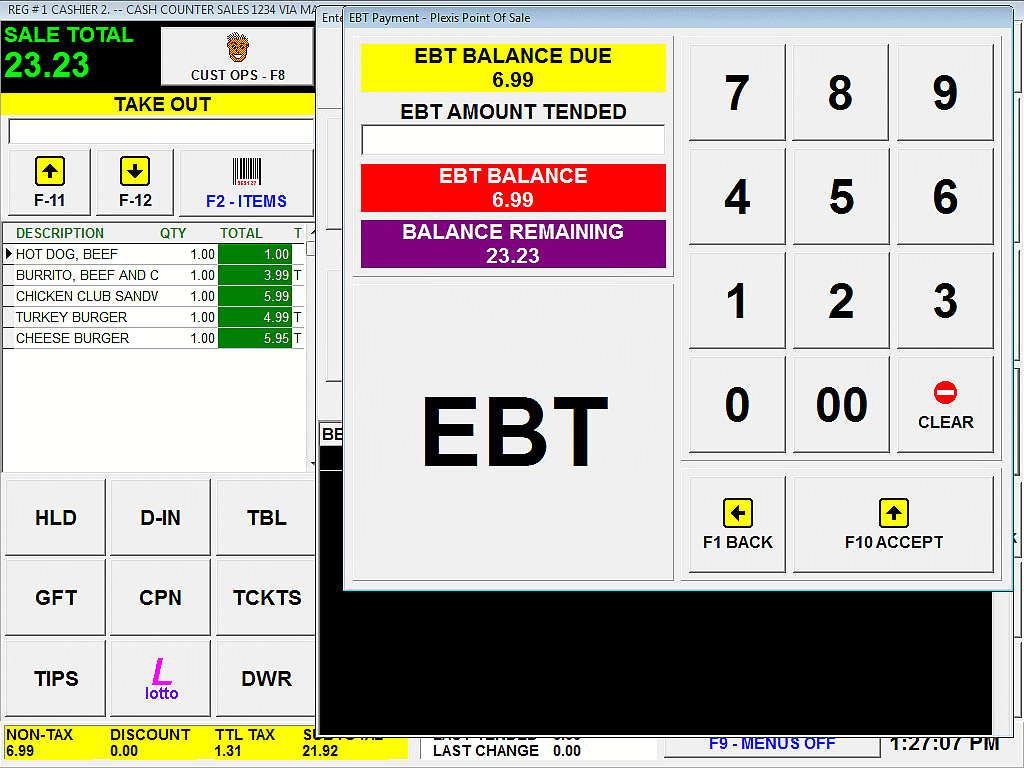 REG # 1 CASHIER 2. -- CASH COUNTER SALES 1234 VIA MA
SALE TOTAL
23.23
CUST OPS - F8
TAKE OUT
F-11
F-12
F2 - ITEMS
DESCRIPTION QTY TOTAL T
HOT DOG, BEEF 1.00 1.00
BURRITO, BEEF AND C 1.00 3.99 T
CHICKEN CLUB SANDW 1.00 5.99
TURKEY BURGER 1.00 4.99 T
CHEESE BURGER 1.00 5.95 T
HLD D-IN TBL
GFT CPN TCKTS
TIPS L lotto DWR
NON-TAX DISCOUNT TTL TAX SUBTOTAL
6.99 0.00 1.31 21.92
Ente
EBT Payment - Plexis Point Of Sale
EBT BALANCE DUE
6.99
EBT AMOUNT TENDED
EBT BALANCE
6.99
BALANCE REMAINING
23.23
EBT
7 8 9
4 5 6
1 2 3
0 00 CLEAR
F1 BACK F10 ACCEPT
BE
LAST TENDED 0.00
LAST CHANGE 0.00
F9 - MENUS OFF
1:27:07 PM